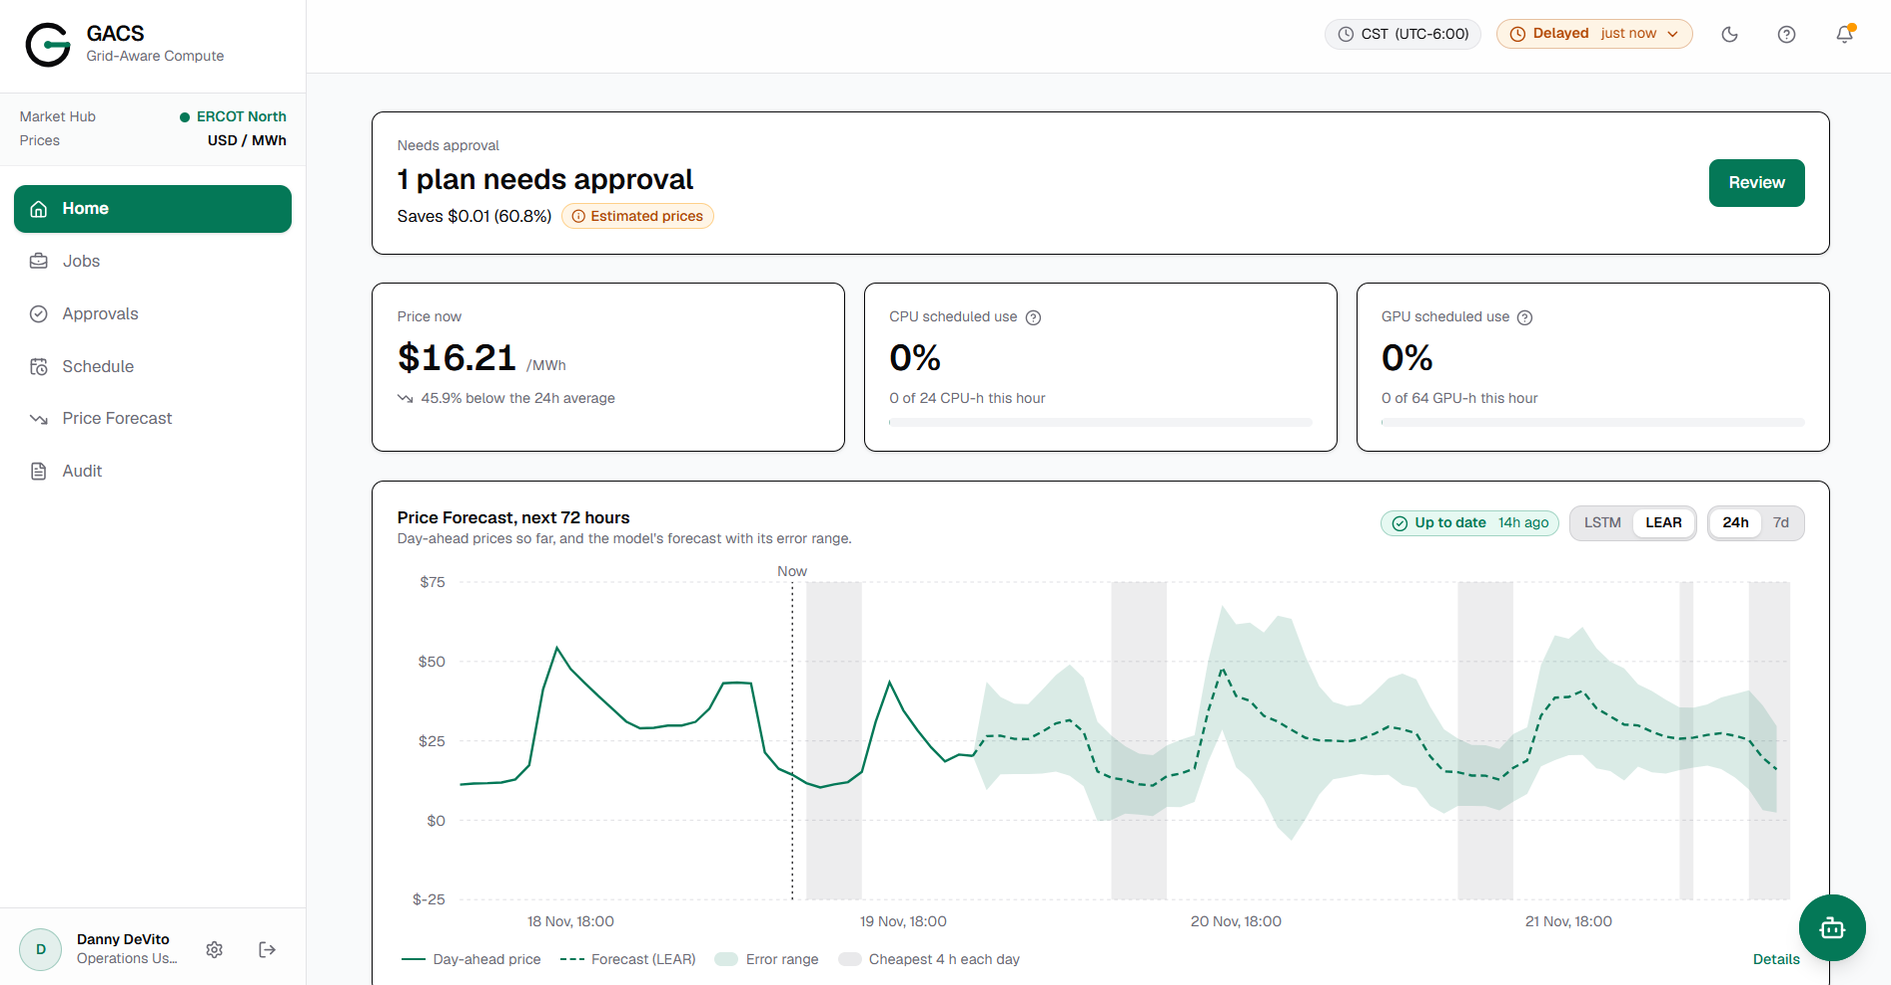 GACS
Grid-Aware Compute
CST (UTC-6:00)
Delayed just now
Market Hub ERCOT North
Prices USD / MWh
Home
Jobs
Approvals
Schedule
Price Forecast
Audit
D
Danny DeVito
Operations Us...
Needs approval
1 plan needs approval
Saves $0.01 (60.8%) Estimated prices
Review
Price now
$16.21 /MWh
45.9% below the 24h average
CPU scheduled use
0%
0 of 24 CPU-h this hour
GPU scheduled use
0%
0 of 64 GPU-h this hour
Price Forecast, next 72 hours
Day-ahead prices so far, and the model's forecast with its error range.
Up to date 14h ago
LSTM LEAR
24h 7d
Now
$75
$50
$25
$0
$-25
18 Nov, 18:00 19 Nov, 18:00 20 Nov, 18:00 21 Nov, 18:00
Day-ahead price Forecast (LEAR) Error range Cheapest 4 h each day
Details